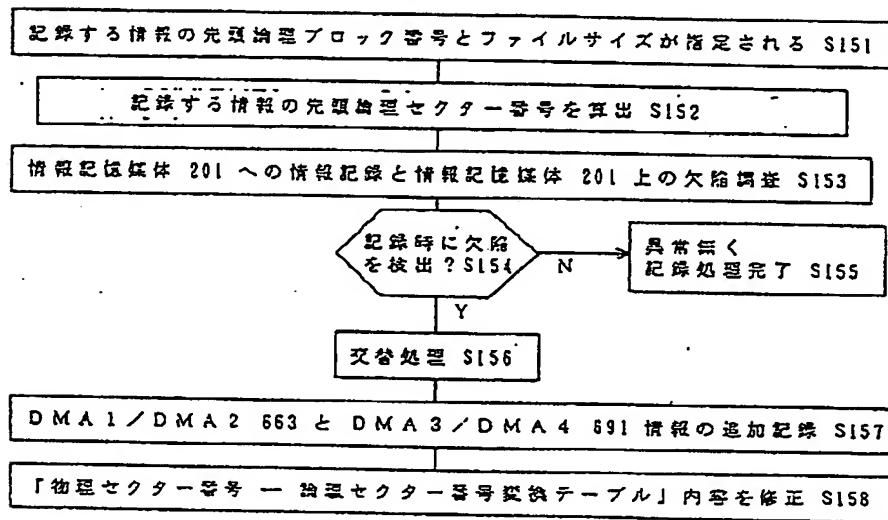 記録する情報の先頭論理ブロック番号とファイルサイズが指定される S151
記録する情報の先頭論理セクター番号を算出 S152
情報記憶媒体 201 への情報記録と情報記憶媒体 201 上の欠陥調査 S153
記録時に欠陥
を検出?S154
N
異常無く
記録処理完了 S155
Y
交替処理 S156
DMA1/DMA2 663 と DMA3/DMA4 691 情報の追加記録 S157
「物理セクター番号 ― 論理セクター番号変換テーブル」内容を修正 S158